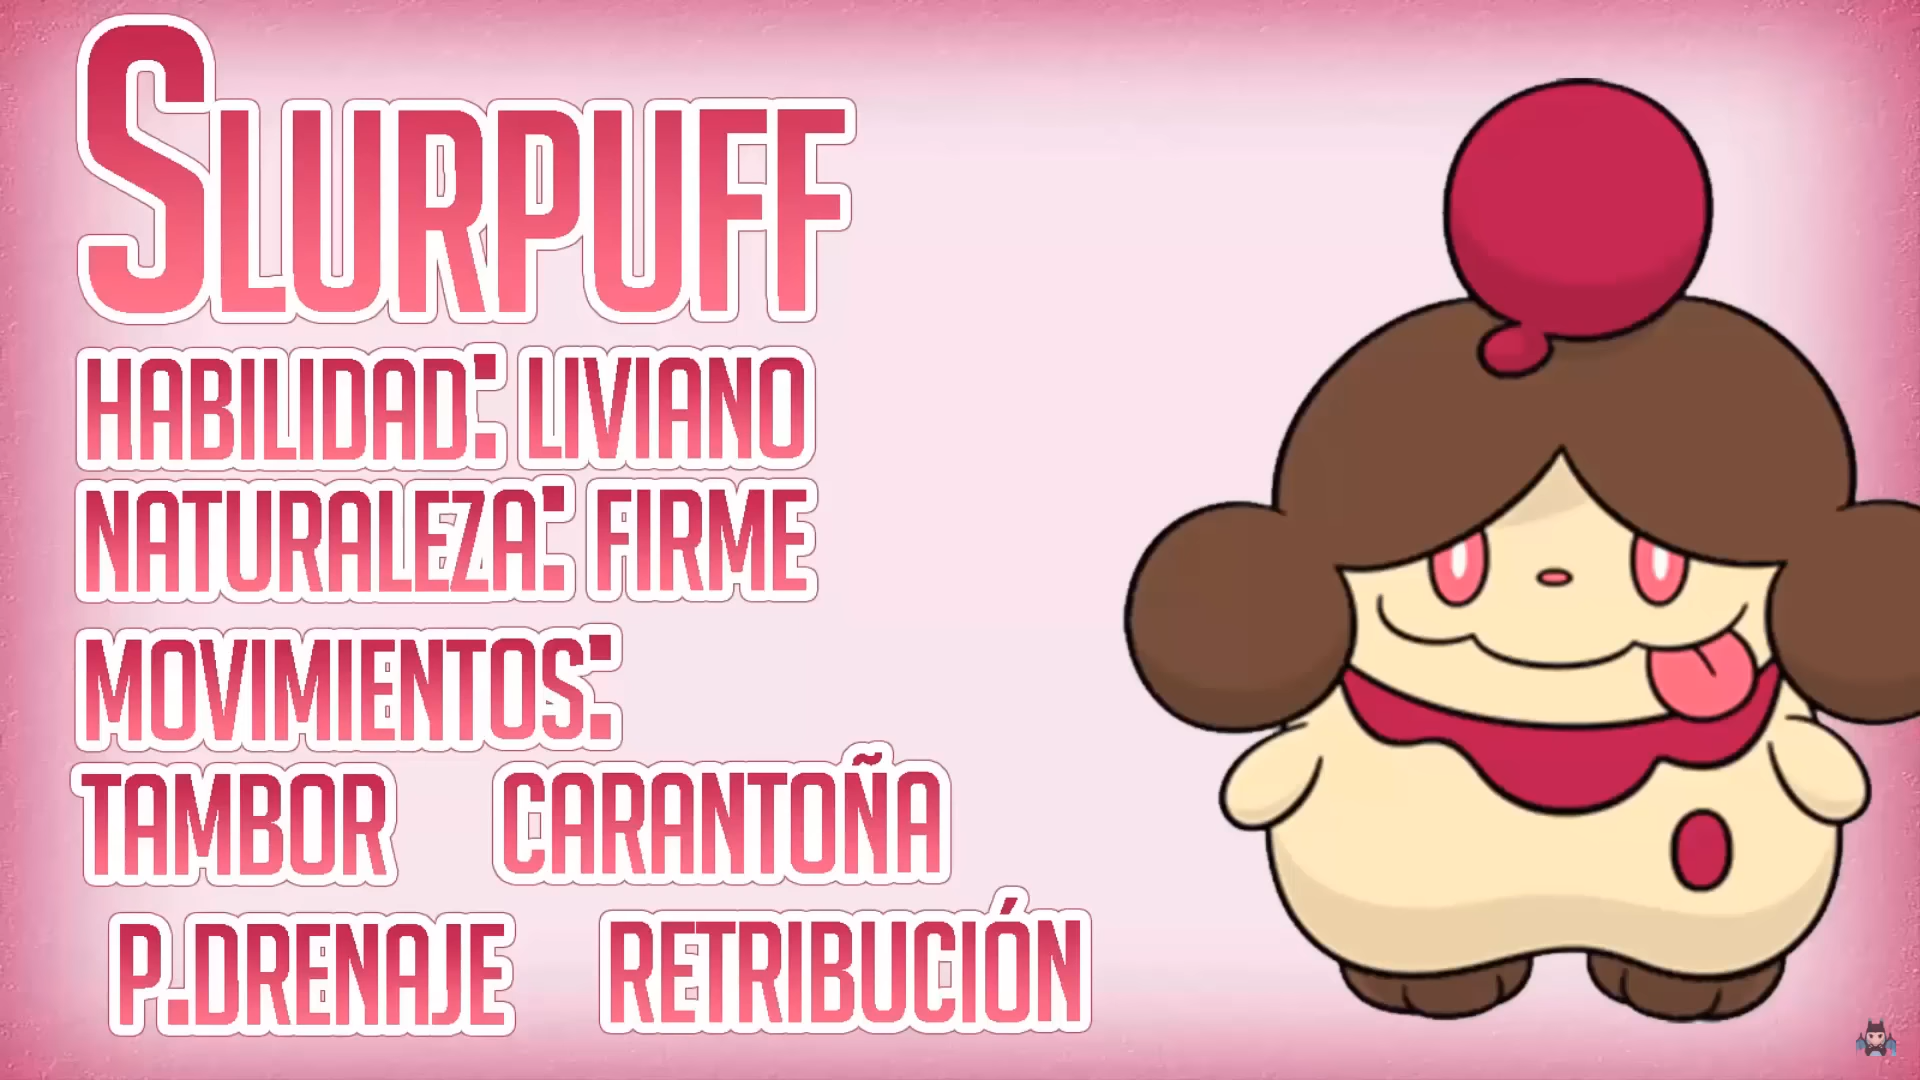 SLURPUFF
HABILIDAD: LIVIANO
NATURALEZA: FIRME
MOVIMIENTOS:
TAMBOR CARANTOÑA
P.DRENAJE RETRIBUCIÓN